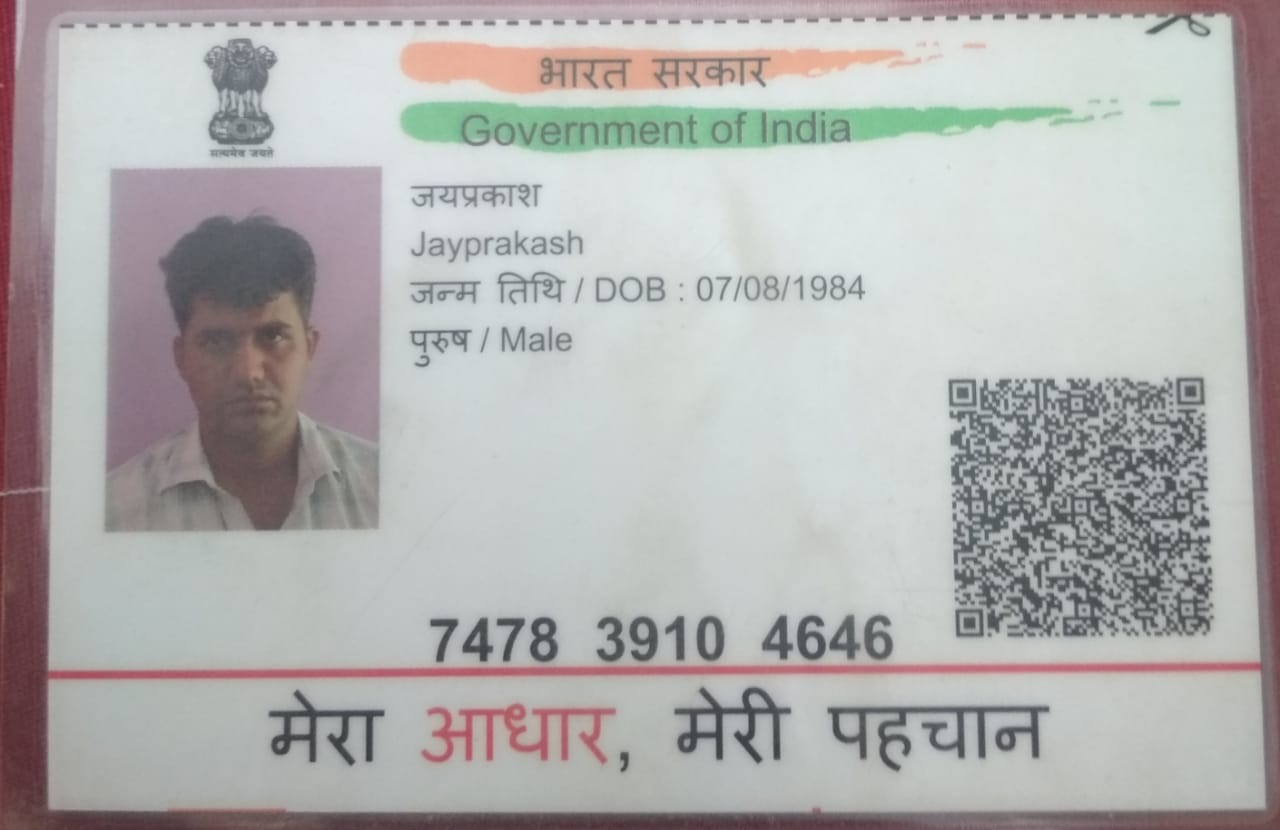 भारत सरकार
Government of India
सत्यमेव जयते
जयप्रकाश
Jayprakash
जन्म तिथि / DOB : 07/08/1984
पुरुष / Male
7478 3910 4646
मेरा आधार, मेरी पहचान